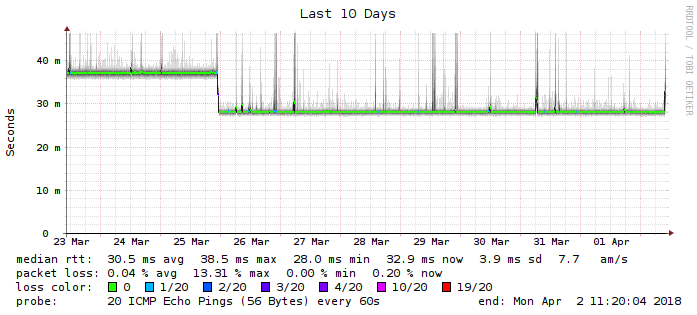 Last 10 Days
RRDTOOL / TOBI OETIKER
Seconds
40 m
30 m
20 m
10 m
0
23 Mar 24 Mar 25 Mar 26 Mar 27 Mar 28 Mar 29 Mar 30 Mar 31 Mar 01 Apr
median rtt: 30.5 ms avg 38.5 ms max 28.0 ms min 32.9 ms now 3.9 ms sd 7.7 am/s
packet loss: 0.04 % avg 13.31 % max 0.00 % min 0.20 % now
loss color: 0 1/20 2/20 3/20 4/20 10/20 19/20
probe: 20 ICMP Echo Pings (56 Bytes) every 60s end: Mon Apr 2 11:20:04 2018